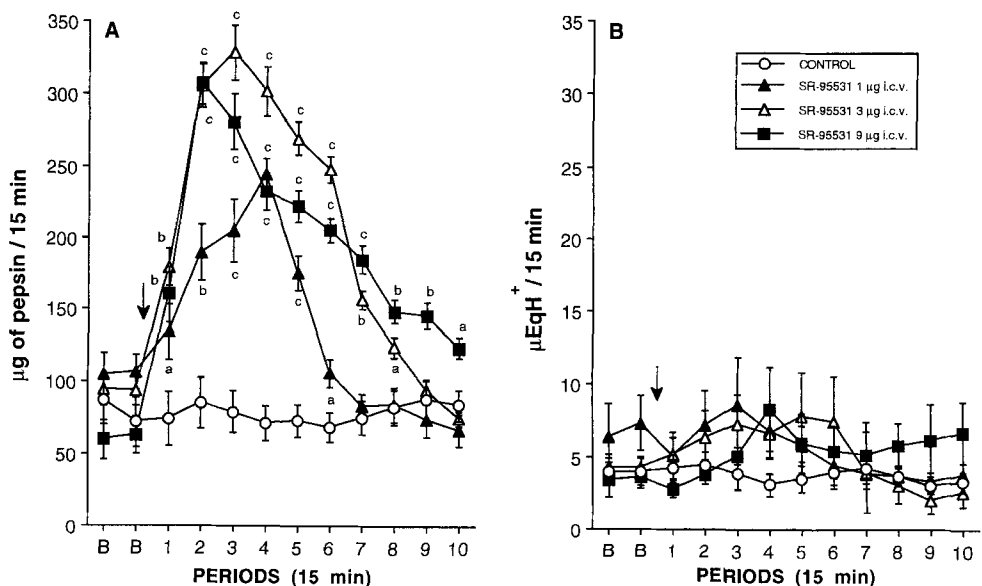 A
350
300
250
200
150
100
50
0
µg of pepsin / 15 min
c
c
c
c
c
c
c
c
c
c
c
c
c
c
b
b
b
b
b
b
a
a
a
a
B B 1 2 3 4 5 6 7 8 9 10
PERIODS (15 min)
B
35
30
25
20
15
10
5
0
µEqH+ / 15 min
CONTROL
SR-95531 1 µg i.c.v.
SR-95531 3 µg i.c.v.
SR-95531 9 µg i.c.v.
B B 1 2 3 4 5 6 7 8 9 10
PERIODS (15 min)